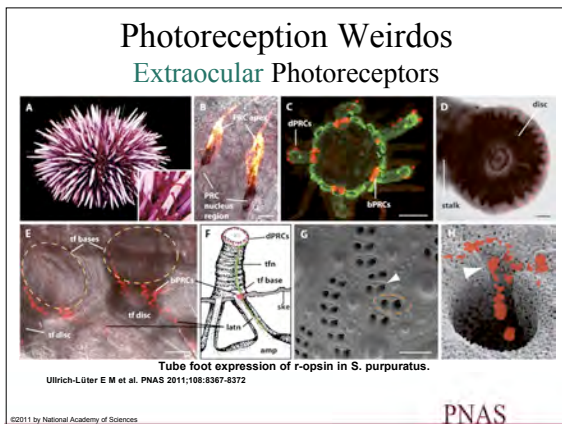 Photoreception Weirdos
Extraocular Photoreceptors
A
B
PRC apex
PRC
nucleus
region
C
dPRCs
bPRCs
D
disc
stalk
E
tf bases
bPRCs
tf disc
tf disc
F
dPRCs
tfn
tf base
ske
latn
amp
G
H
Tube foot expression of r-opsin in S. purpuratus.
Ullrich-Lüter E M et al. PNAS 2011;108:8367-8372
©2011 by National Academy of Sciences
PNAS